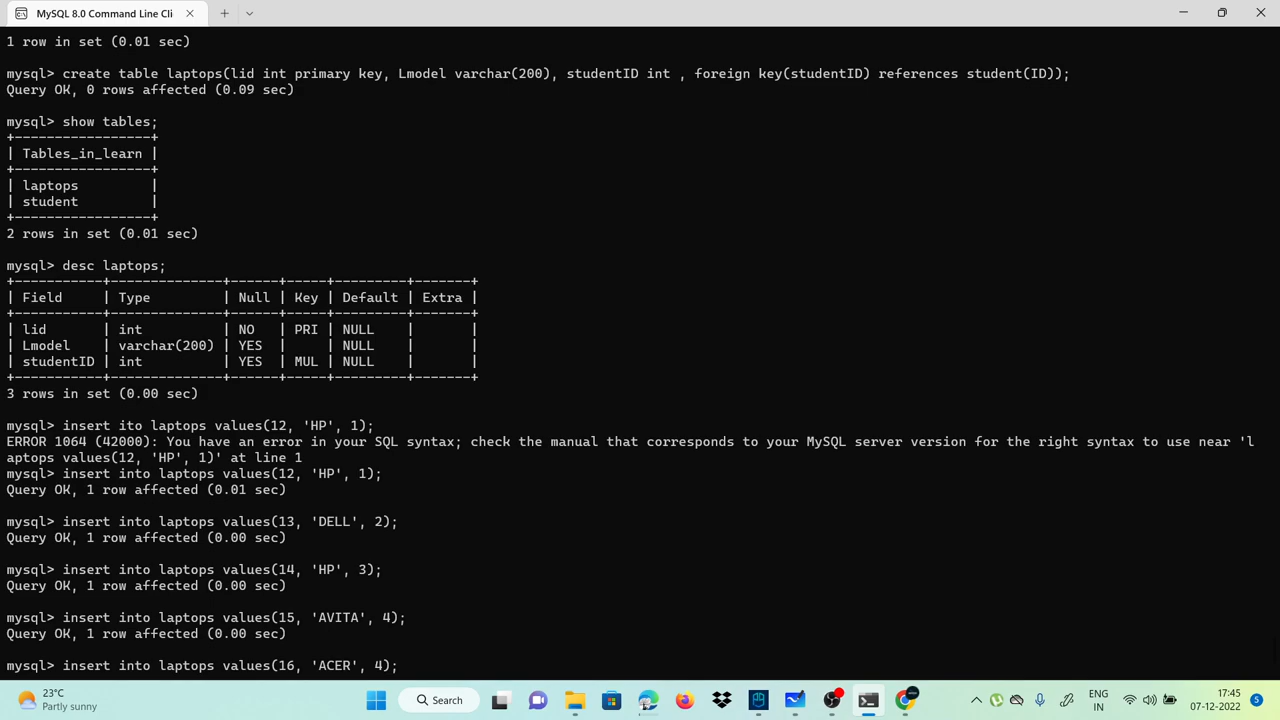 MySQL 8.0 Command Line Cli
1 row in set (0.01 sec)
mysql> create table laptops(lid int primary key, Lmodel varchar(200), studentID int , foreign key(studentID) references student(ID));
Query OK, 0 rows affected (0.09 sec)
mysql> show tables;
+-----------------+
| Tables_in_learn |
+-----------------+
| laptops         |
| student         |
+-----------------+
2 rows in set (0.01 sec)
mysql> desc laptops;
+-----------+--------------+------+-----+---------+-------+
| Field     | Type         | Null | Key | Default | Extra |
+-----------+--------------+------+-----+---------+-------+
| lid       | int          | NO   | PRI | NULL    |       |
| Lmodel    | varchar(200) | YES  |     | NULL    |       |
| studentID | int          | YES  | MUL | NULL    |       |
+-----------+--------------+------+-----+---------+-------+
3 rows in set (0.00 sec)
mysql> insert ito laptops values(12, 'HP', 1);
ERROR 1064 (42000): You have an error in your SQL syntax; check the manual that corresponds to your MySQL server version for the right syntax to use near 'l
aptops values(12, 'HP', 1)' at line 1
mysql> insert into laptops values(12, 'HP', 1);
Query OK, 1 row affected (0.01 sec)
mysql> insert into laptops values(13, 'DELL', 2);
Query OK, 1 row affected (0.00 sec)
mysql> insert into laptops values(14, 'HP', 3);
Query OK, 1 row affected (0.00 sec)
mysql> insert into laptops values(15, 'AVITA', 4);
Query OK, 1 row affected (0.00 sec)
mysql> insert into laptops values(16, 'ACER', 4);
23°C
Partly sunny
Search
ENG
IN
17:45
07-12-2022
5